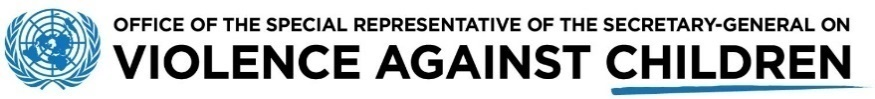 OFFICE OF THE SPECIAL REPRESENTATIVE OF THE SECRETARY-GENERAL ON
VIOLENCE AGAINST CHILDREN